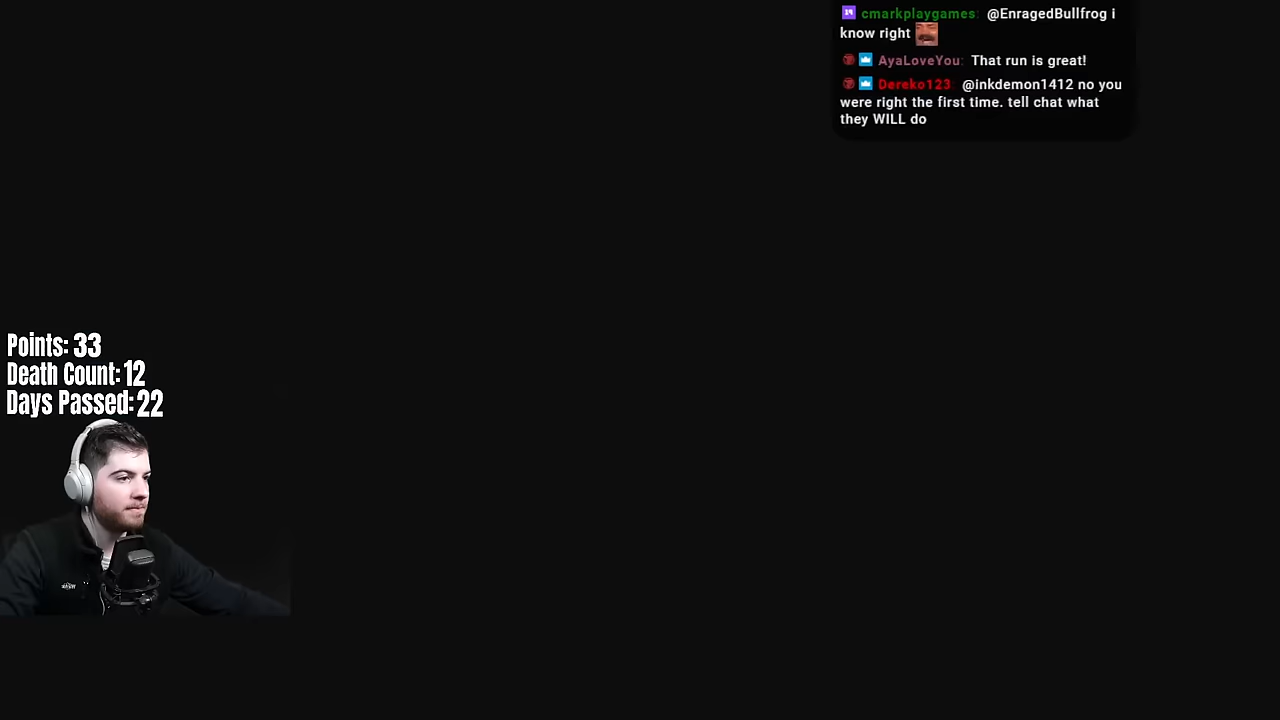 cmarkplaygames: @EnragedBullfrog i
know right
AyaLoveYou: That run is great!
Dereko123: @inkdemon1412 no you
were right the first time. tell chat what
they WILL do
Points: 33
Death Count: 12
Days Passed: 22